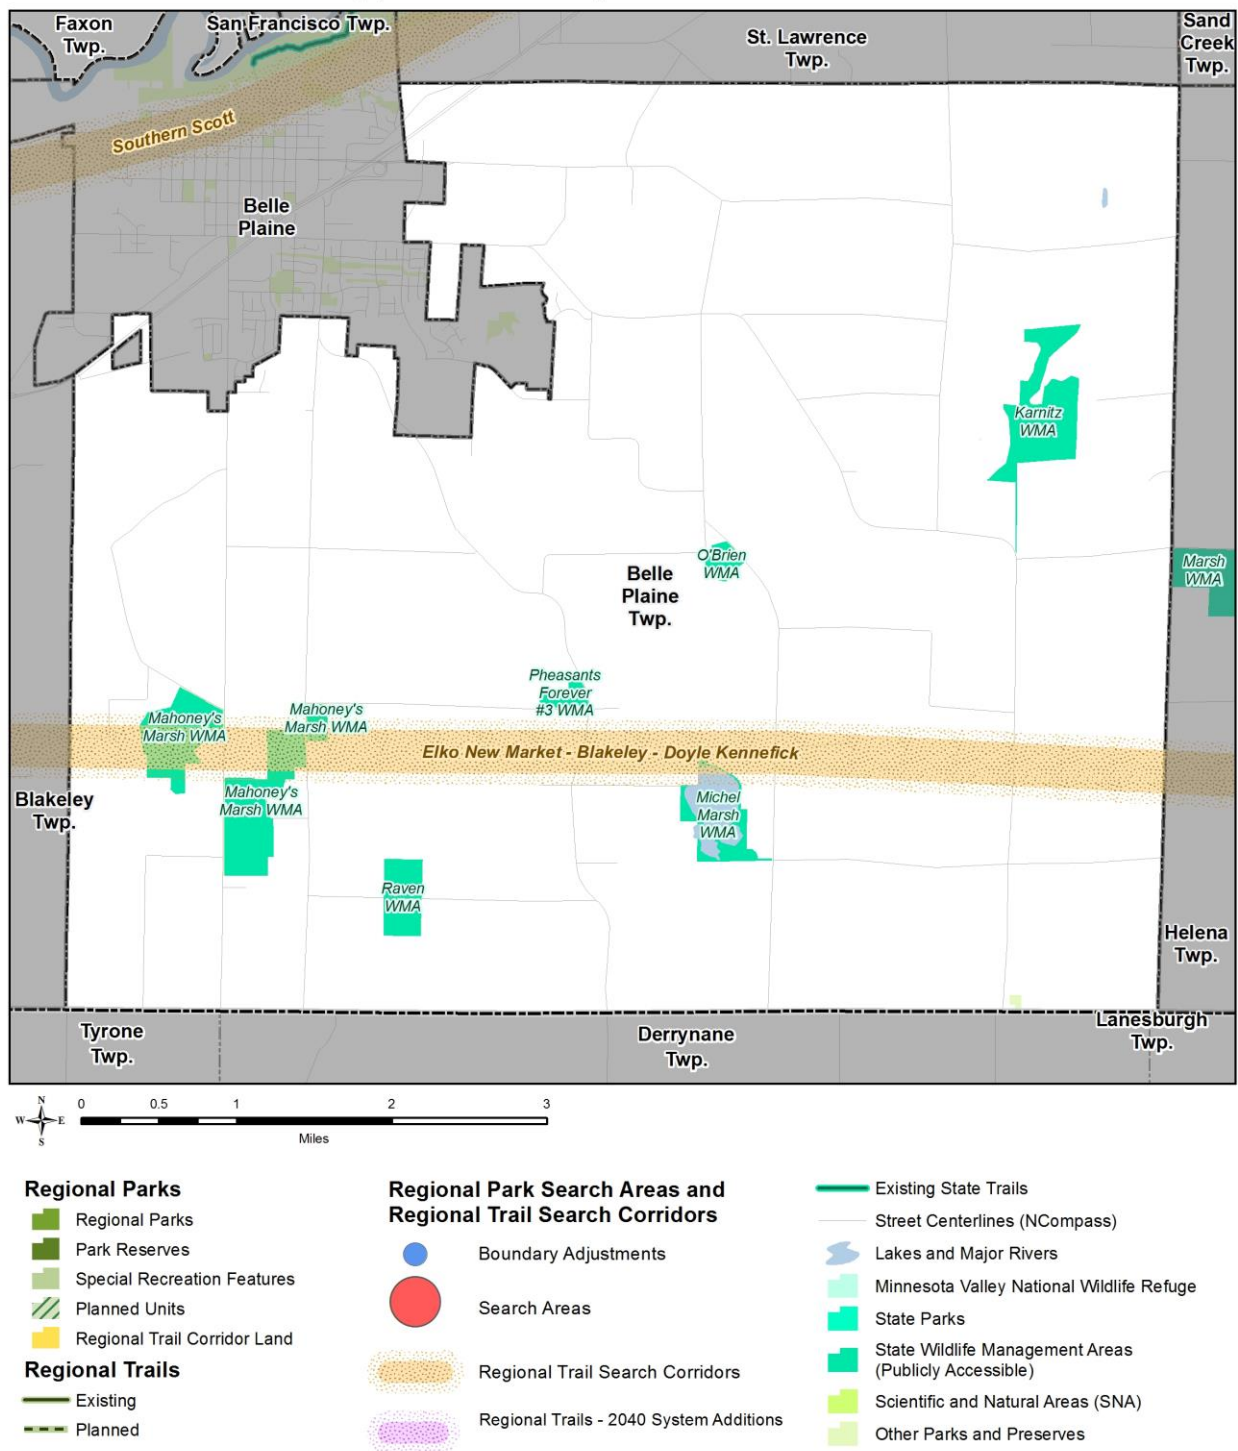 Faxon
Twp.
San Francisco Twp.
St. Lawrence
Twp.
Sand
Creek
Twp.
Southern Scott
Belle
Plaine
Karnitz
WMA
O'Brien
WMA
Marsh
WMA
Belle
Plaine
Twp.
Pheasants
Forever
#3 WMA
Mahoney's
Marsh WMA
Mahoney's
Marsh WMA
Elko New Market - Blakeley - Doyle Kennefick
Blakeley
Twp.
Mahoney's
Marsh WMA
Michel
Marsh
WMA
Raven
WMA
Helena
Twp.
Tyrone
Twp.
Derrynane
Twp.
Lanesburgh
Twp.
N
W E
S
0 0.5 1 2 3
Miles
Regional Parks
Regional Parks
Park Reserves
Special Recreation Features
Planned Units
Regional Trail Corridor Land
Regional Trails
Existing
Planned
Regional Park Search Areas and
Regional Trail Search Corridors
Boundary Adjustments
Search Areas
Regional Trail Search Corridors
Regional Trails - 2040 System Additions
Existing State Trails
Street Centerlines (NCompass)
Lakes and Major Rivers
Minnesota Valley National Wildlife Refuge
State Parks
State Wildlife Management Areas
(Publicly Accessible)
Scientific and Natural Areas (SNA)
Other Parks and Preserves